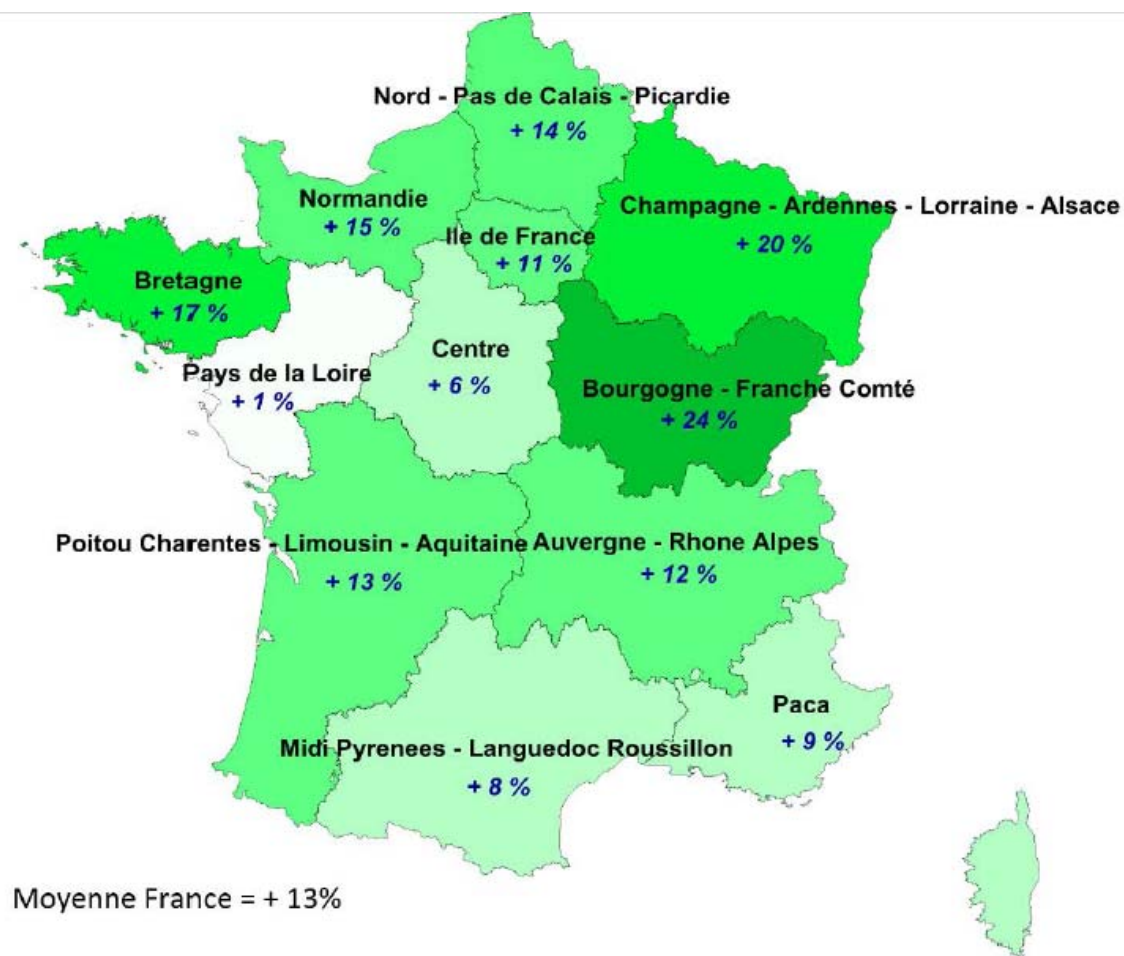 Nord - Pas de Calais - Picardie
+ 14 %
Normandie
+ 15 %
Ile de France
+ 11 %
Champagne - Ardennes - Lorraine - Alsace
+ 20 %
Bretagne
+ 17 %
Centre
+ 6 %
Pays de la Loire
+ 1 %
Bourgogne - Franche Comté
+ 24 %
Poitou Charentes - Limousin - Aquitaine
+ 13 %
Auvergne - Rhone Alpes
+ 12 %
Paca
+ 9 %
Midi Pyrenees - Languedoc Roussillon
+ 8 %
Moyenne France = + 13%